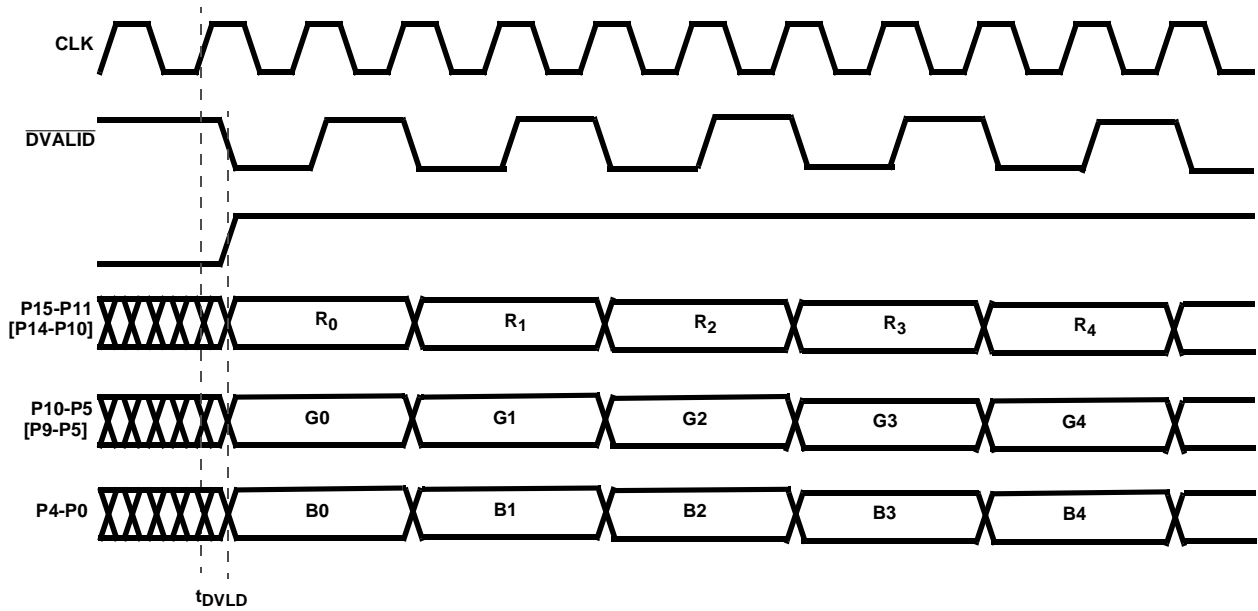 CLK
DVALID
P15-P11
[P14-P10]
R0
R1
R2
R3
R4
P10-P5
[P9-P5]
G0
G1
G2
G3
G4
P4-P0
B0
B1
B2
B3
B4
tDVLD